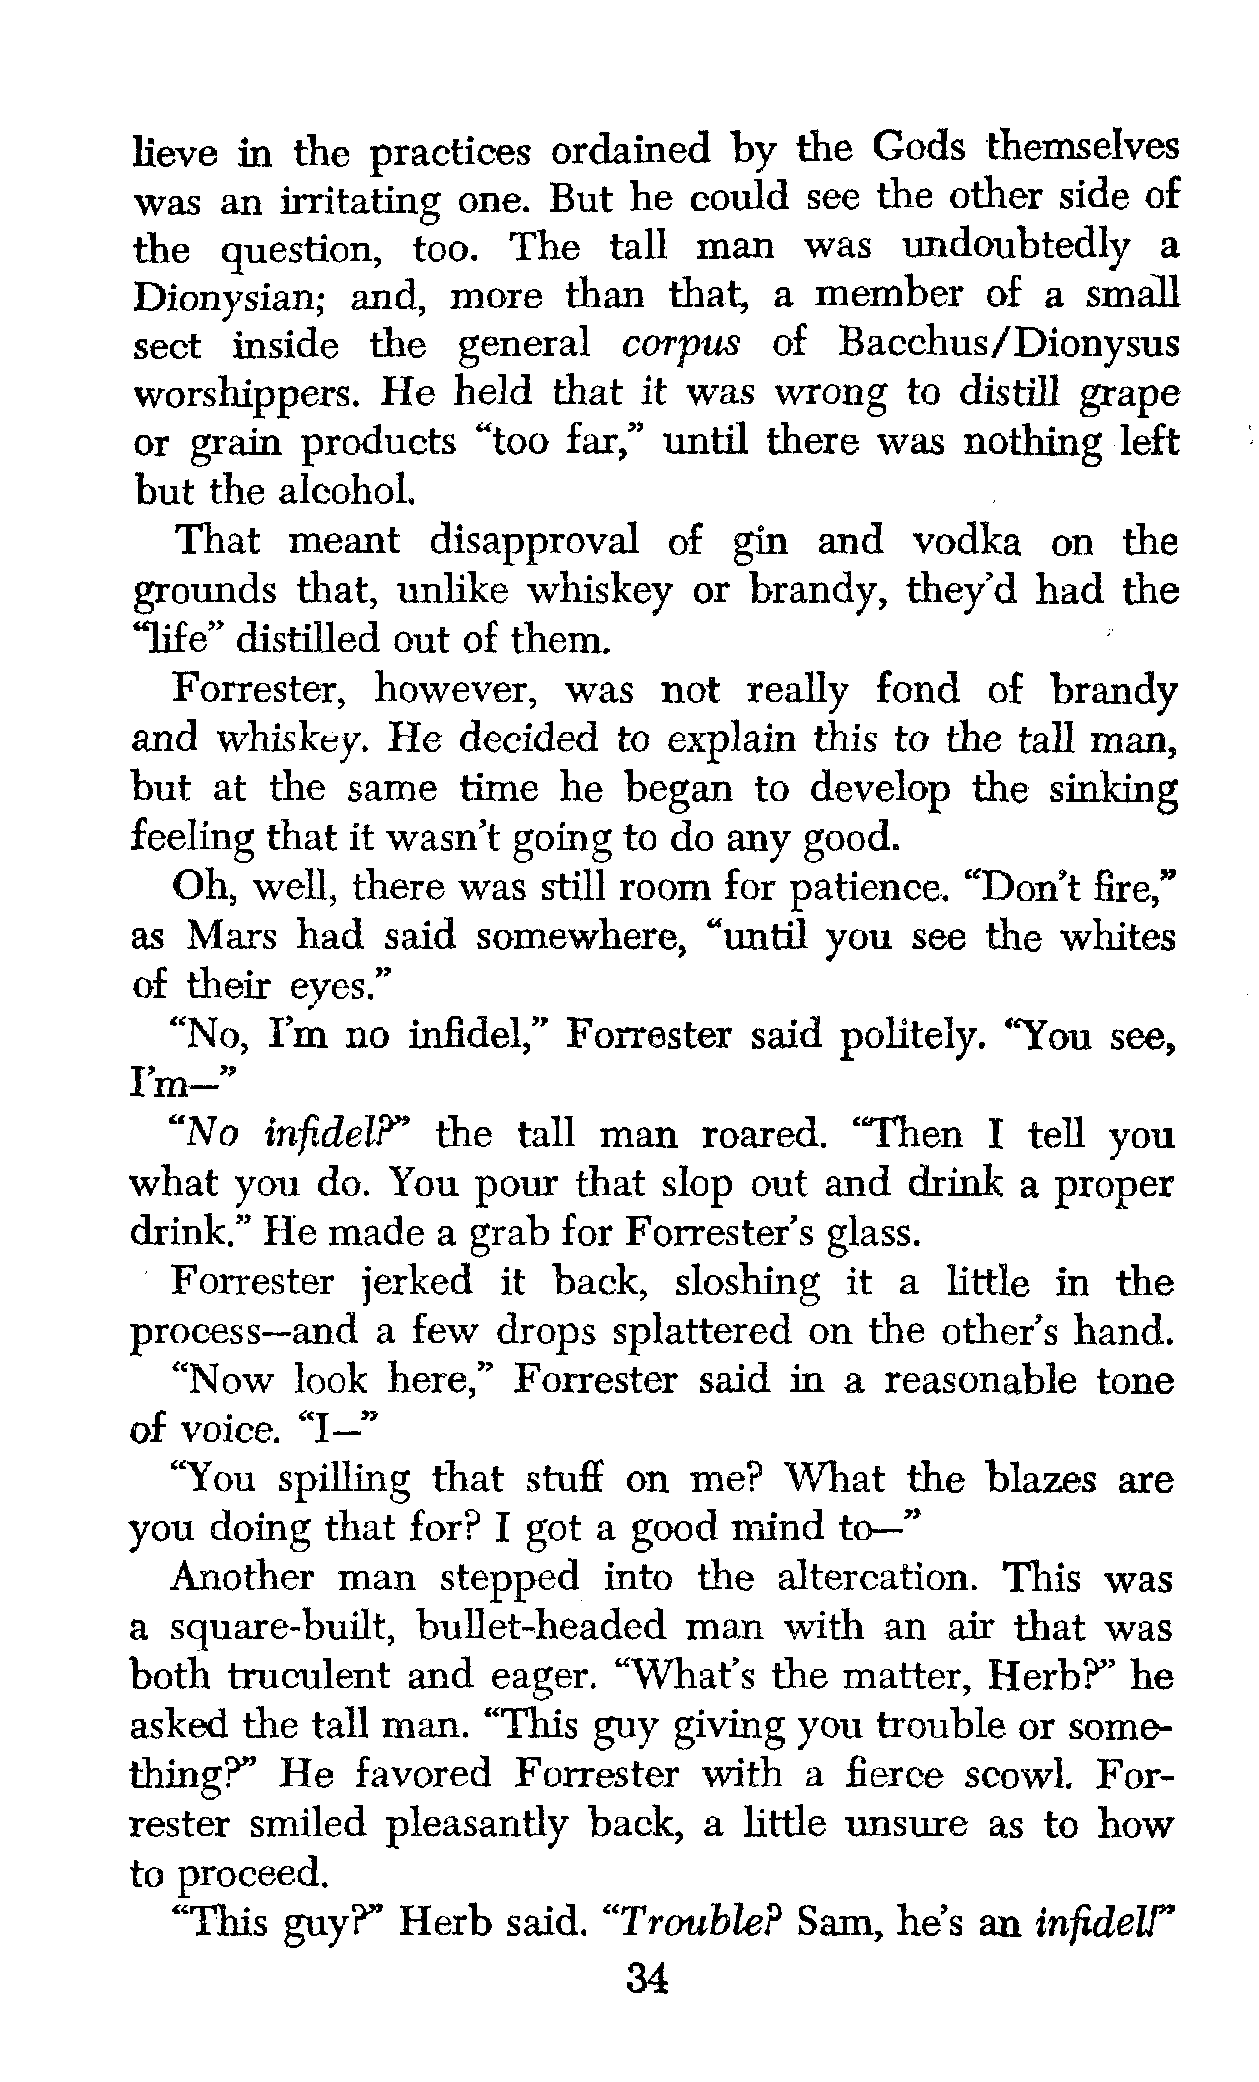 lieve in the practices ordained by the Gods themselves
was an irritating one. But he could see the other side of
the question, too. The tall man was undoubtedly a
Dionysian; and, more than that, a member of a small
sect inside the general corpus of Bacchus/Dionysus
worshippers. He held that it was wrong to distill grape
or grain products “too far,” until there was nothing left
but the alcohol.
That meant disapproval of gin and vodka on the
grounds that, unlike whiskey or brandy, they’d had the
“life” distilled out of them.
Forrester, however, was not really fond of brandy
and whiskey. He decided to explain this to the tall man,
but at the same time he began to develop the sinking
feeling that it wasn’t going to do any good.
Oh, well, there was still room for patience. “Don’t fire,”
as Mars had said somewhere, “until you see the whites
of their eyes.”
“No, I’m no infidel,” Forrester said politely. “You see,
I’m—”
“No infidel?” the tall man roared. “Then I tell you
what you do. You pour that slop out and drink a proper
drink.” He made a grab for Forrester’s glass.
Forrester jerked it back, sloshing it a little in the
process—and a few drops splattered on the other’s hand.
“Now look here,” Forrester said in a reasonable tone
of voice. “I—”
“You spilling that stuff on me? What the blazes are
you doing that for? I got a good mind to—”
Another man stepped into the altercation. This was
a square-built, bullet-headed man with an air that was
both truculent and eager. “What’s the matter, Herb?” he
asked the tall man. “This guy giving you trouble or some-
thing?” He favored Forrester with a fierce scowl. For-
rester smiled pleasantly back, a little unsure as to how
to proceed.
“This guy?” Herb said. “Trouble? Sam, he’s an infidel!”
34